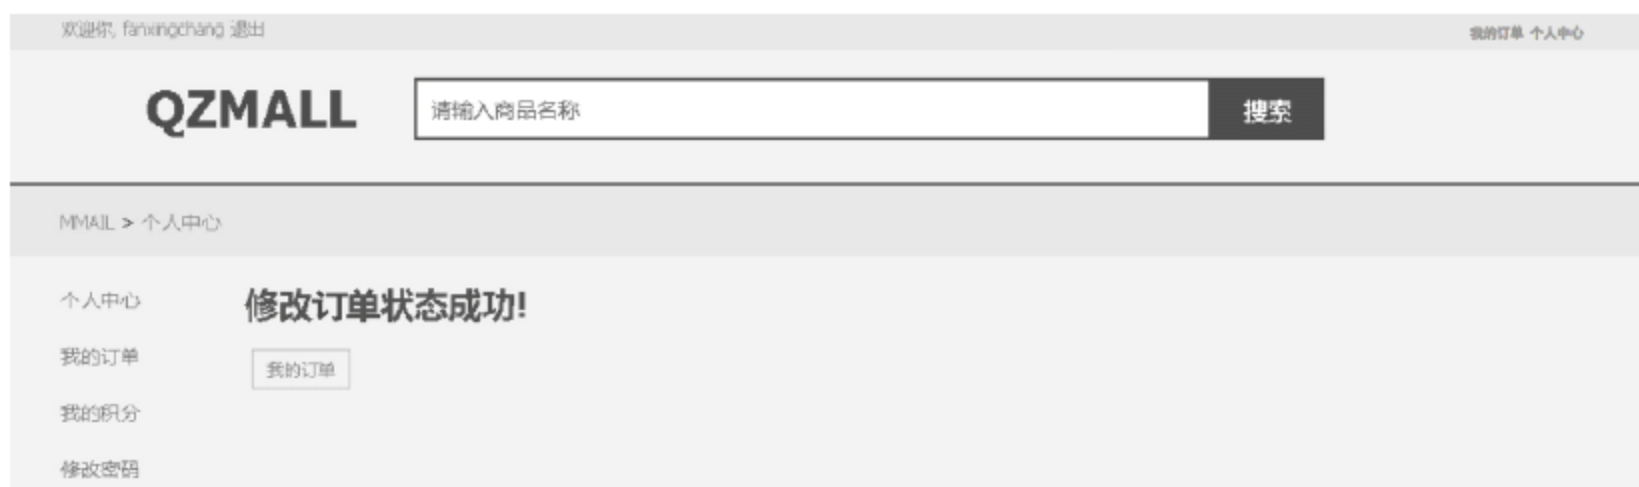 欢迎你, fanxingchang 退出
我的订单 个人中心
QZMALL
请输入商品名称
搜索
MMAIL > 个人中心
个人中心
修改订单状态成功!
我的订单
我的订单
我的积分
修改密码